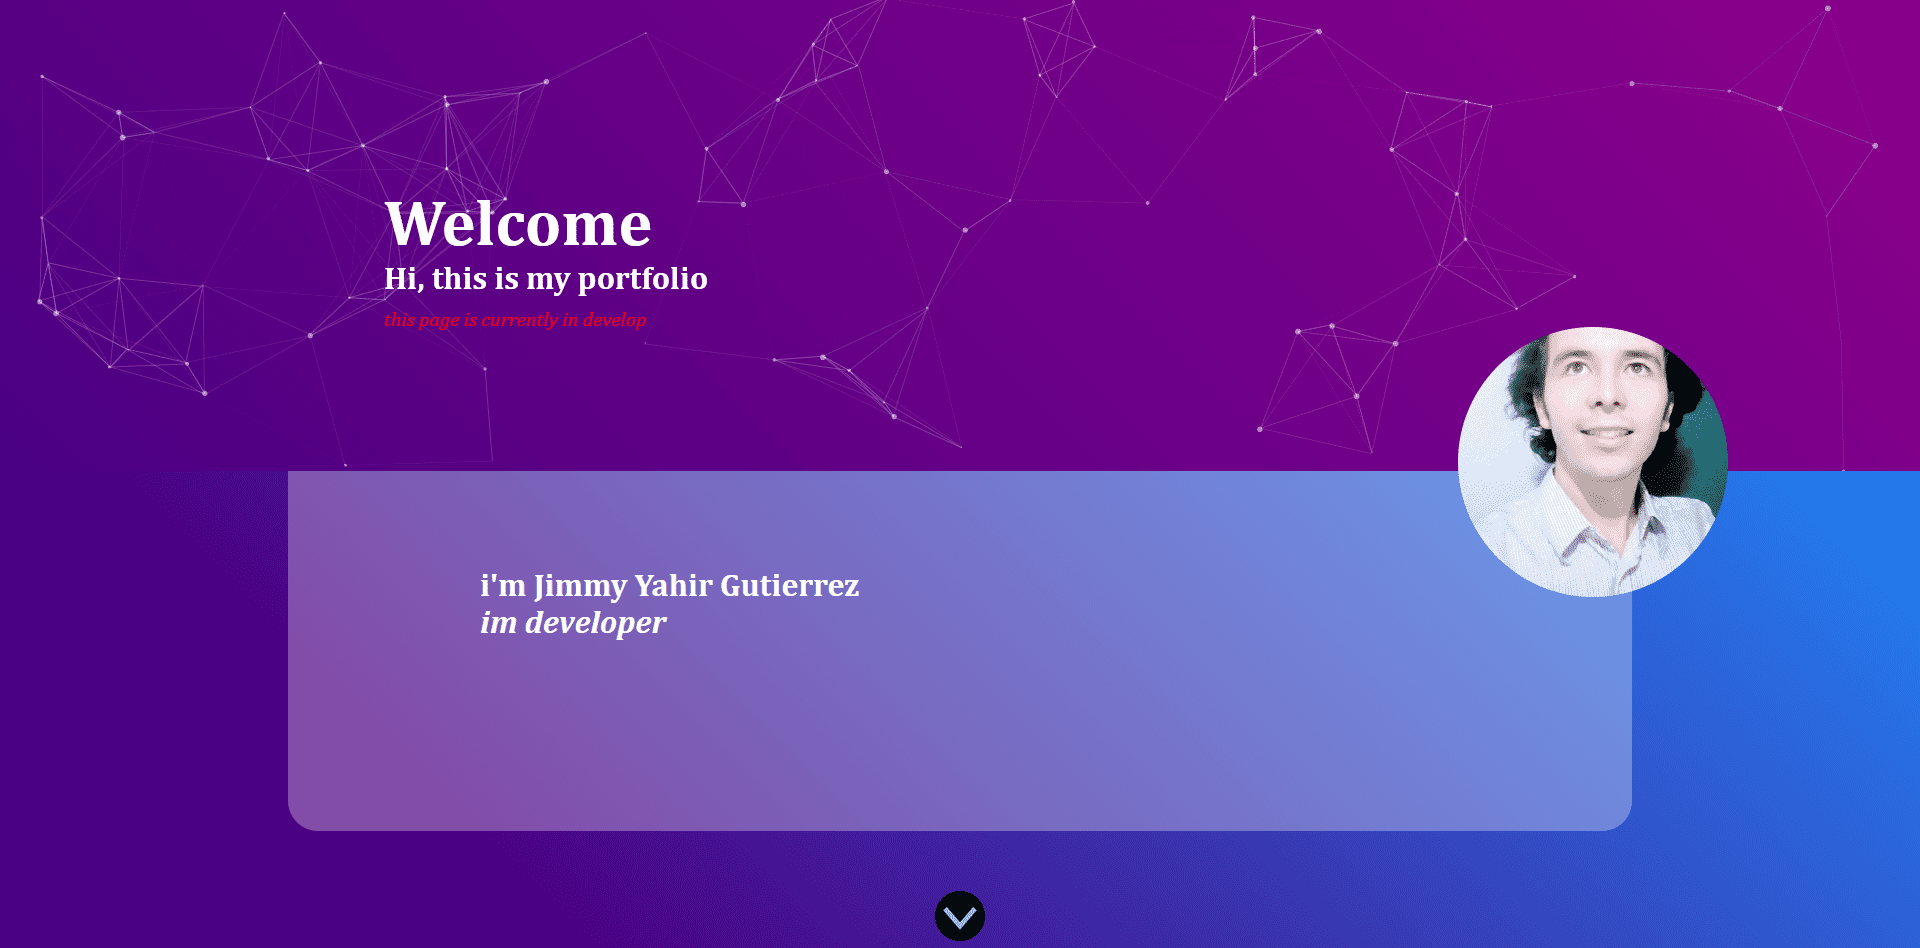 Welcome
Hi, this is my portfolio
this page is currently in develop
i'm Jimmy Yahir Gutierrez
im developer